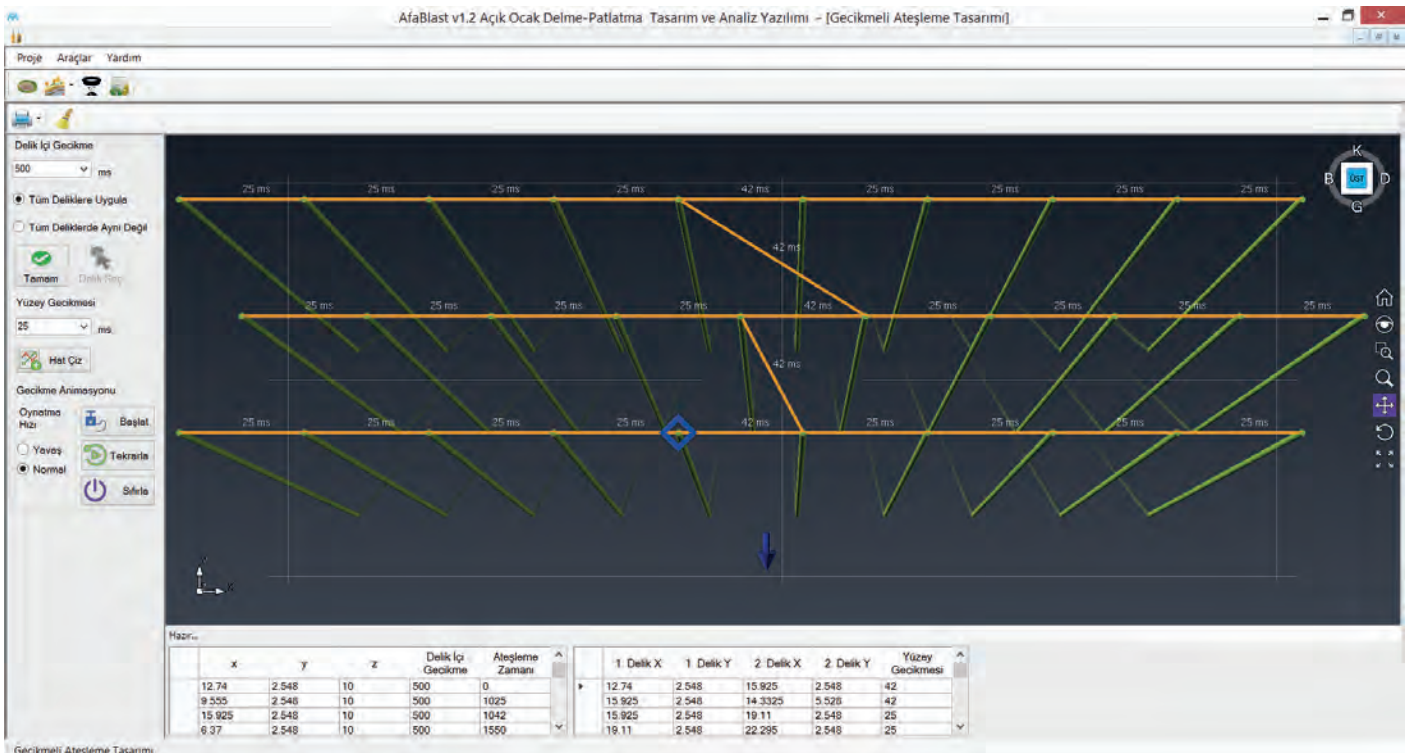 AfaBlast v1.2 Açık Ocak Delme-Patlatma Tasarım ve Analiz Yazılımı - [Gecikmeli Ateşleme Tasarımı]
Proje Araçlar Yardım
Delik İçi Gecikme
500 ms
Tüm Deliklere Uygula
Tüm Deliklerde Aynı Değil
Tamam
Yüzey Gecikmesi
25 ms
Hat Çiz
Gecikme Animasyonu
Oynatma Hızı
Başlat
Yavaş
Normal
Tekrarla
Sıfırla
25 ms 25 ms 25 ms 25 ms 42 ms 25 ms 25 ms 25 ms 25 ms
42 ms
25 ms 25 ms 25 ms 25 ms 42 ms 25 ms 25 ms 25 ms 25 ms
42 ms
25 ms 25 ms 25 ms 25 ms 42 ms 25 ms 25 ms 25 ms 25 ms
K
B ÜST D
G
X
Hazır...
x y z Delik İçi Gecikme Ateşleme Zamanı
12.74 2.548 10 500 0
9.555 2.548 10 500 1025
15.925 2.548 10 500 1042
6.37 2.548 10 500 1550
1. Delik X 1. Delik Y 2. Delik X 2. Delik Y Yüzey Gecikmesi
12.74 2.548 15.925 2.548 42
15.925 2.548 14.3325 5.528 42
15.925 2.548 19.11 2.548 25
19.11 2.548 22.295 2.548 25
Gecikmeli Ateşleme Tasarımı